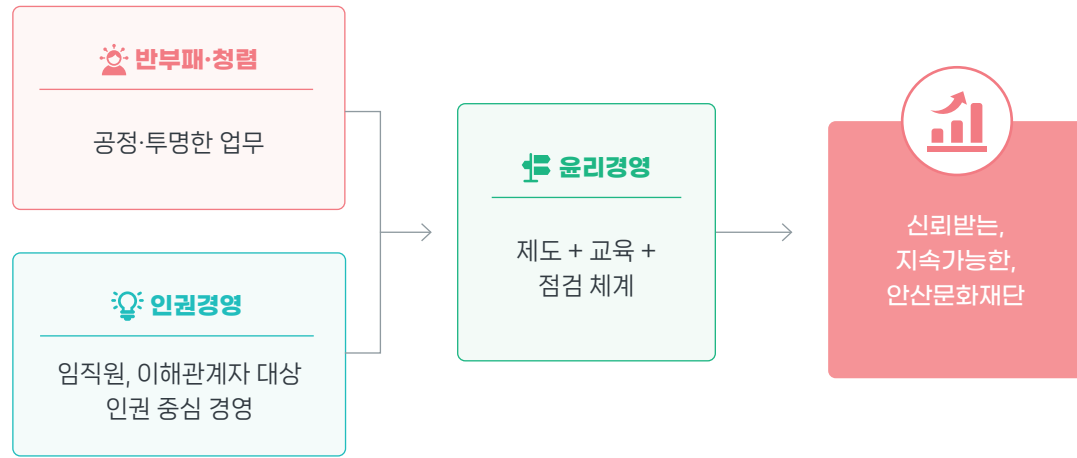 반부패·청렴
공정·투명한 업무
인권경영
임직원, 이해관계자 대상
인권 중심 경영
윤리경영
제도 + 교육 +
점검 체계
신뢰받는,
지속가능한,
안산문화재단